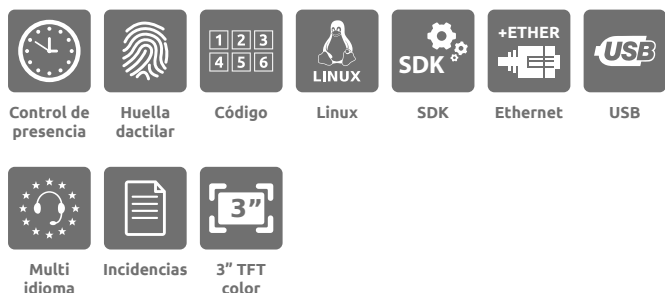 1 2 3
4 5 6
LINUX
SDK
+ETHER
USB
Control de presencia
Huella dactilar
Código
Linux
SDK
Ethernet
USB
3”
Multi idioma
Incidencias
3” TFT color